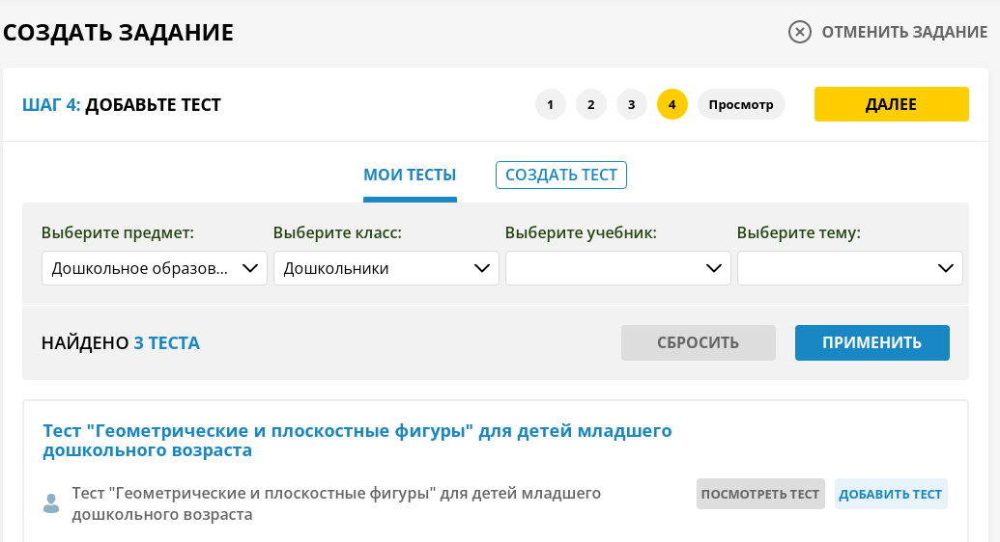 СОЗДАТЬ ЗАДАНИЕ
ОТМЕНИТЬ ЗАДАНИЕ
ШАГ 4: ДОБАВЬТЕ ТЕСТ
1 2 3 4 Просмотр
ДАЛЕЕ
МОИ ТЕСТЫ
СОЗДАТЬ ТЕСТ
Выберите предмет: Выберите класс: Выберите учебник: Выберите тему:
Дошкольное образов... Дошкольники
НАЙДЕНО 3 ТЕСТА
СБРОСИТЬ
ПРИМЕНИТЬ
Тест "Геометрические и плоскостные фигуры" для детей младшего
дошкольного возраста
Тест "Геометрические и плоскостные фигуры" для детей младшего
дошкольного возраста
ПОСМОТРЕТЬ ТЕСТ
ДОБАВИТЬ ТЕСТ